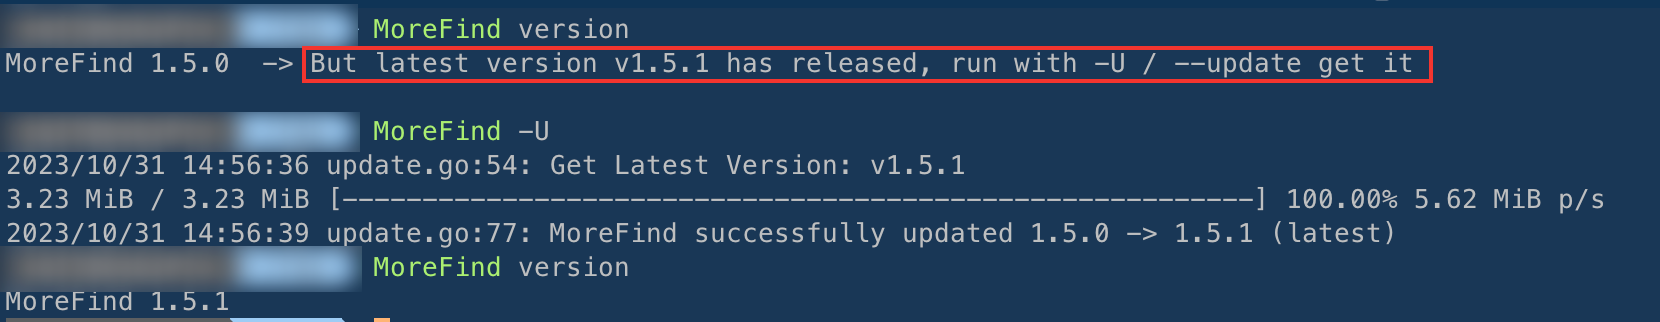 MoreFind version
MoreFind 1.5.0  -> But latest version v1.5.1 has released, run with -U / --update get it
MoreFind -U
2023/10/31 14:56:36 update.go:54: Get Latest Version: v1.5.1
3.23 MiB / 3.23 MiB [---------------------------------------------------------] 100.00% 5.62 MiB p/s
2023/10/31 14:56:39 update.go:77: MoreFind successfully updated 1.5.0 -> 1.5.1 (latest)
MoreFind version
MoreFind 1.5.1